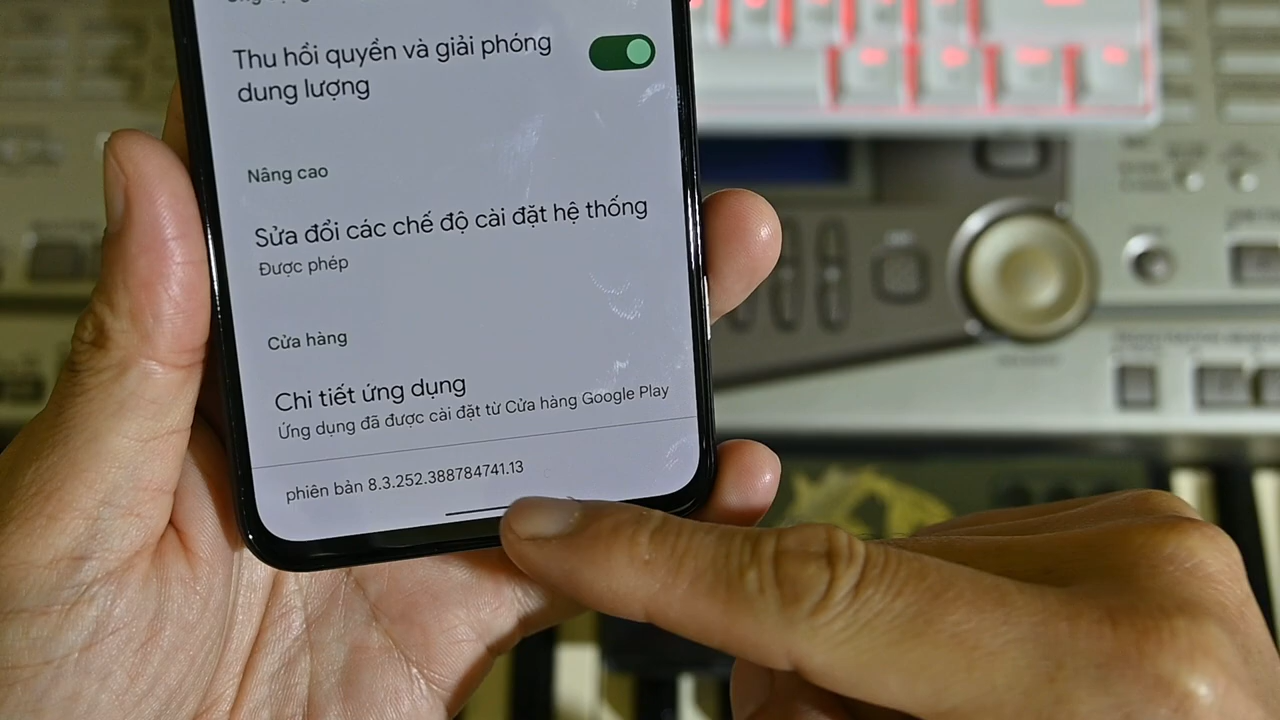 Thu hồi quyền và giải phóng
dung lượng
Nâng cao
Sửa đổi các chế độ cài đặt hệ thống
Được phép
Cửa hàng
Chi tiết ứng dụng
Ứng dụng đã được cài đặt từ Cửa hàng Google Play
phiên bản 8.3.252.388784741.13